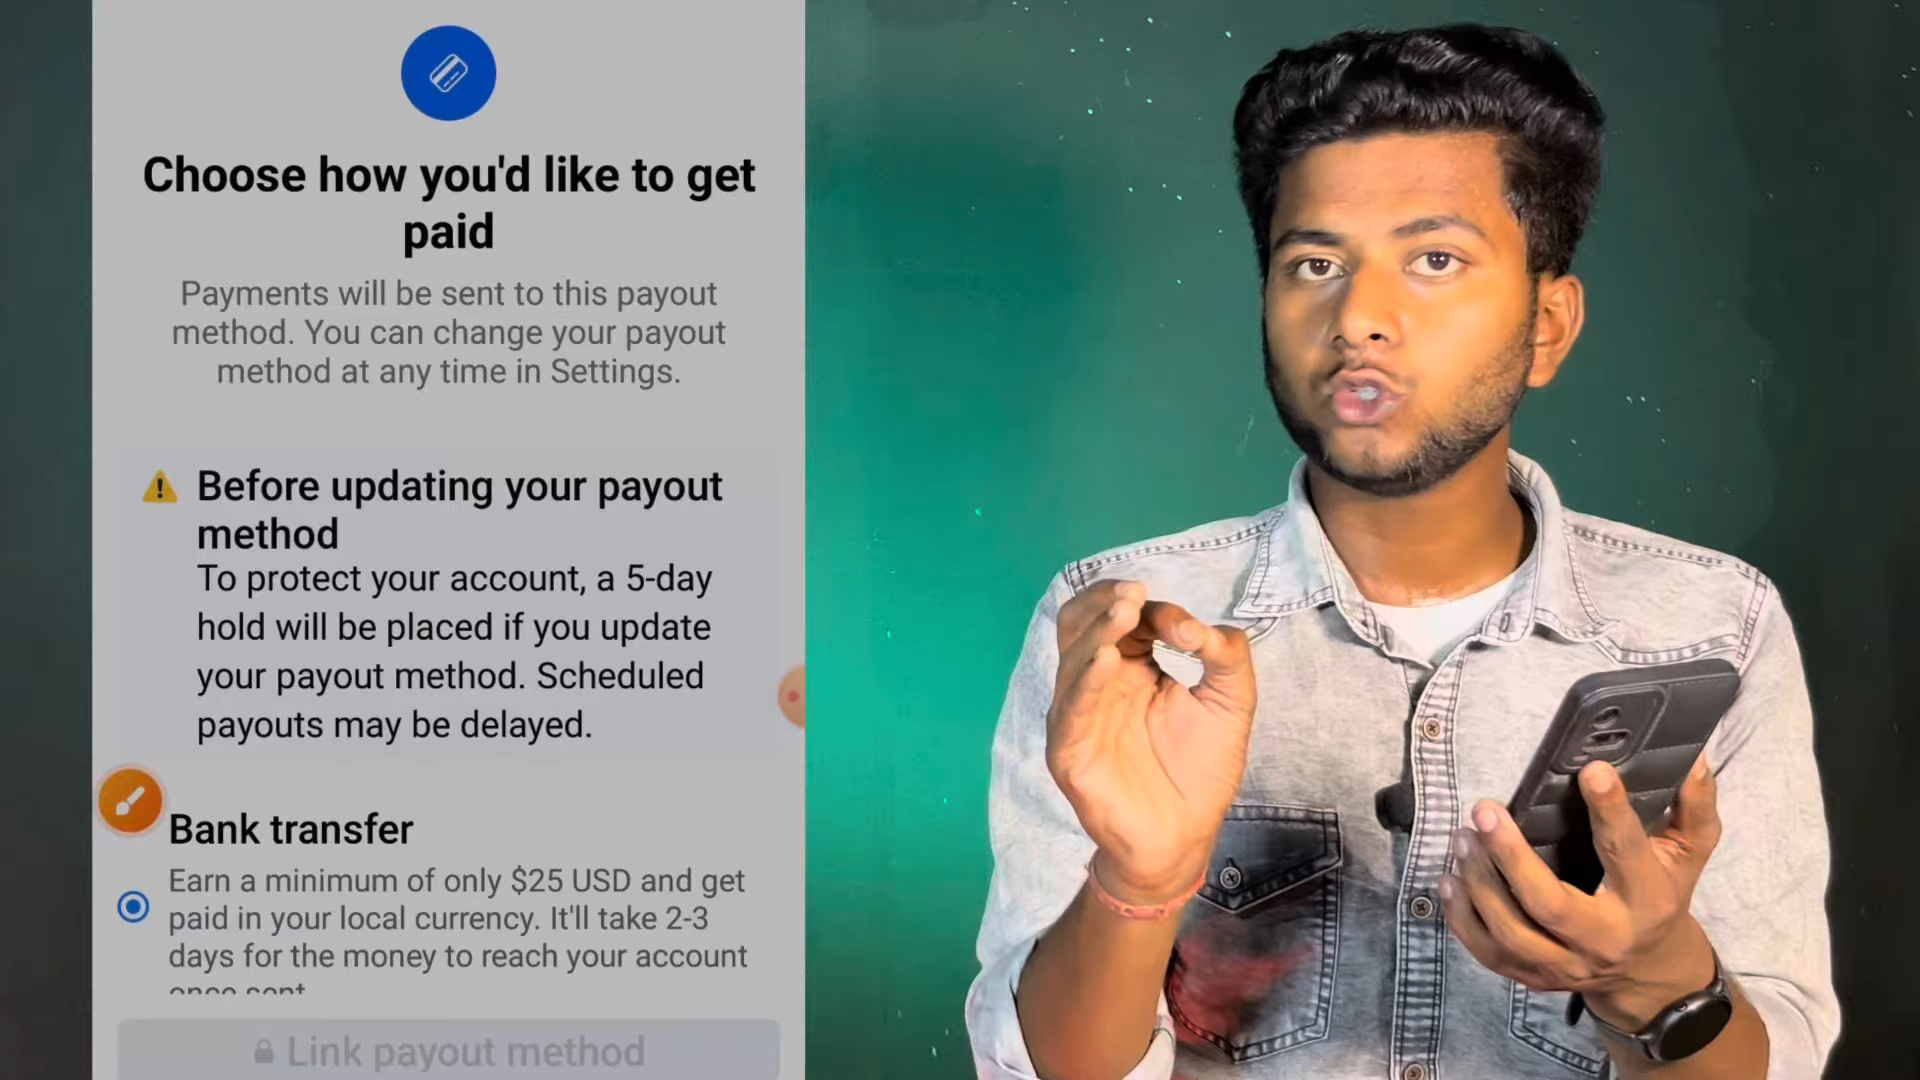 Choose how you'd like to get
paid
Payments will be sent to this payout
method. You can change your payout
method at any time in Settings.
Before updating your payout
method
To protect your account, a 5-day
hold will be placed if you update
your payout method. Scheduled
payouts may be delayed.
Bank transfer
Earn a minimum of only $25 USD and get
paid in your local currency. It'll take 2-3
days for the money to reach your account
once sent
Link payout method